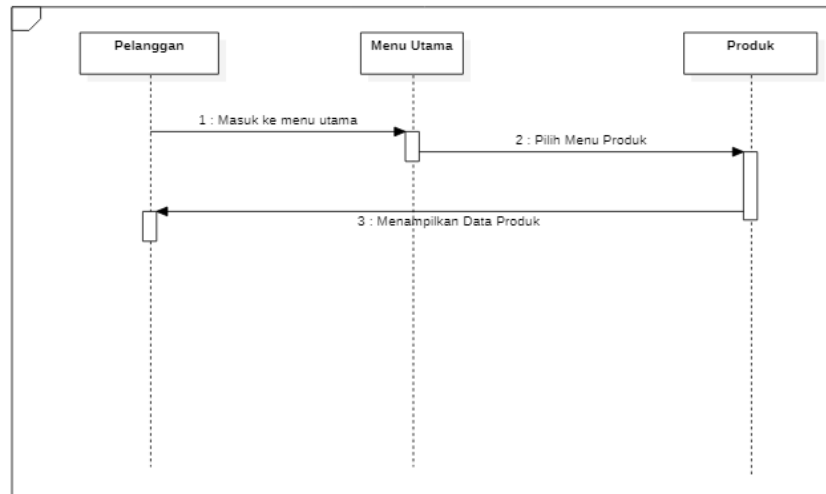 Pelanggan
Menu Utama
Produk
1 : Masuk ke menu utama
2 : Pilih Menu Produk
3 : Menampilkan Data Produk